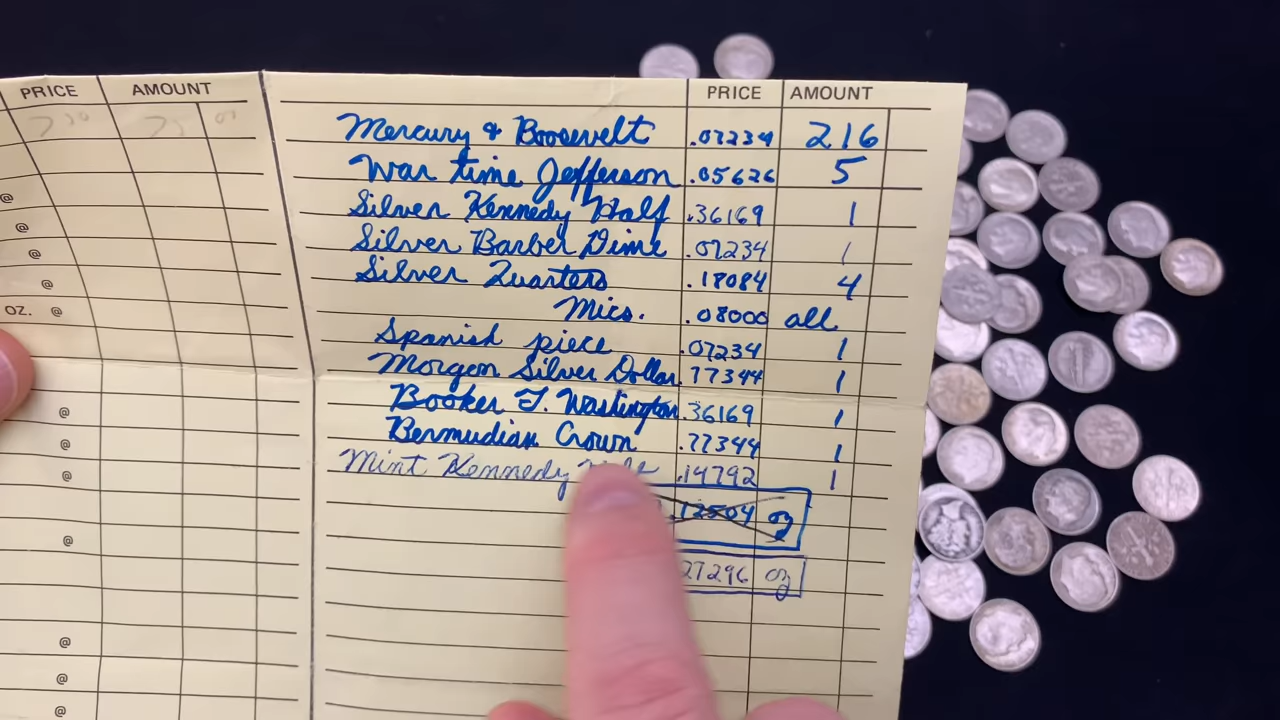 PRICE AMOUNT
PRICE AMOUNT
Mercury & Roosevelt .07234 216
War time Jefferson .05626 5
@ Silver Kennedy Half .36169 1
@ Silver Barber Dime .07234 1
@ Silver Quarters .18084 4
@ Mics. .08000 all
OZ. @ Spanish piece .07234 1
Morgan Silver Dollar .77344 1
@ Booker T. Washington .36169 1
@ Bermudian Crown .77344 1
@ Mint Kennedy .14792 1
.12504 oz
@ 27296 oz
@
@
@